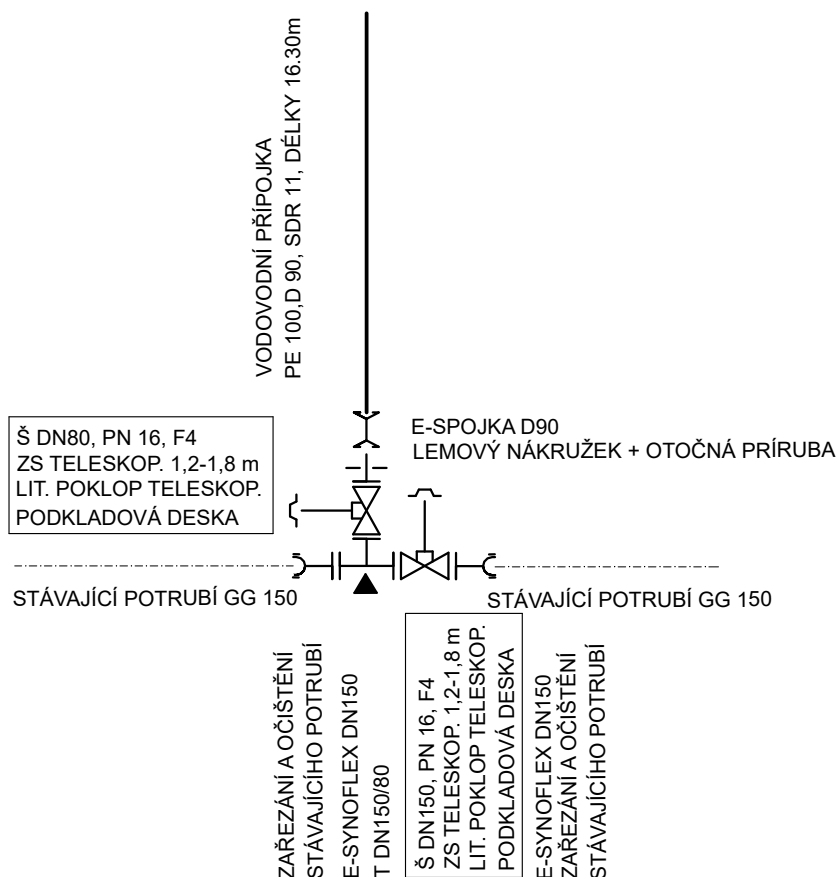 VODOVODNÍ PŘÍPOJKA
PE 100,D 90, SDR 11, DÉLKY 16.30m
E-SPOJKA D90
LEMOVÝ NÁKRUŽEK + OTOČNÁ PRÍRUBA
Š DN80, PN 16, F4
ZS TELESKOP. 1,2-1,8 m
LIT. POKLOP TELESKOP.
PODKLADOVÁ DESKA
STÁVAJÍCÍ POTRUBÍ GG 150
STÁVAJÍCÍ POTRUBÍ GG 150
ZAŘEZÁNÍ A OČIŠTĚNÍ
STÁVAJÍCÍHO POTRUBÍ
E-SYNOFLEX DN150
T DN150/80
Š DN150, PN 16, F4
ZS TELESKOP. 1,2-1,8 m
LIT. POKLOP TELESKOP.
PODKLADOVÁ DESKA
E-SYNOFLEX DN150
ZAŘEZÁNÍ A OČIŠTĚNÍ
STÁVAJÍCÍHO POTRUBÍ